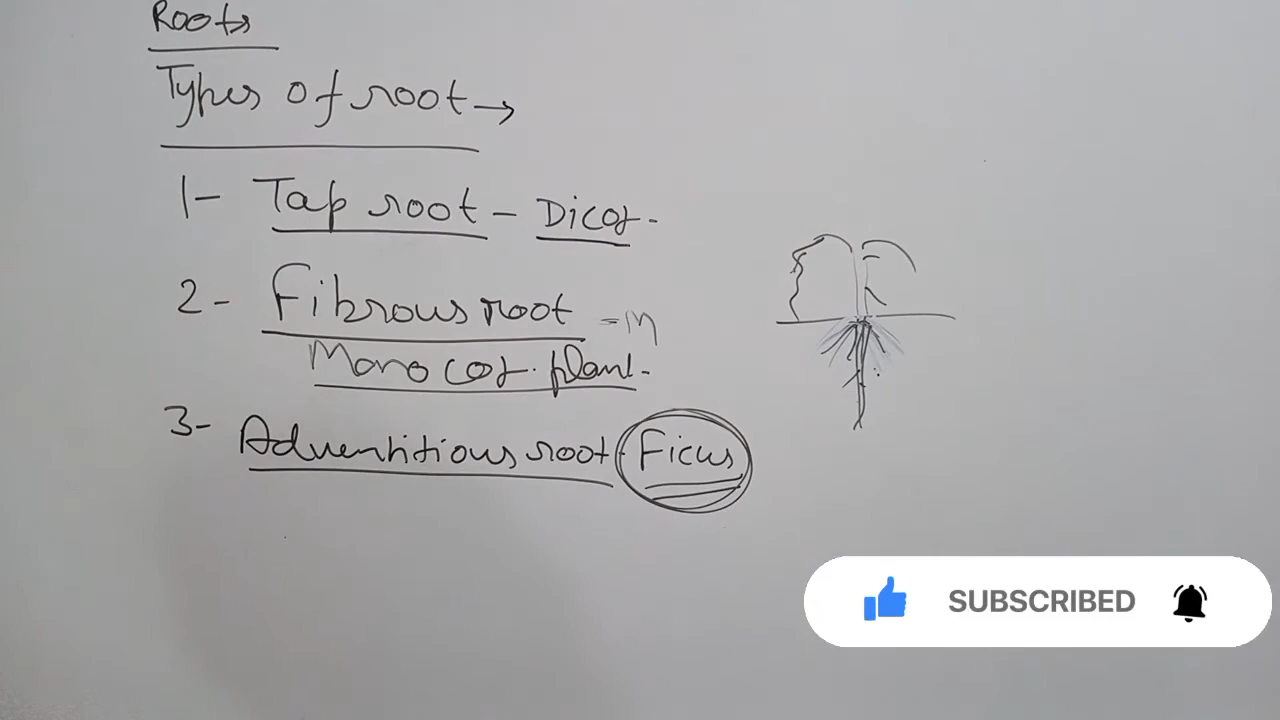 Roots
Types of root→
1- Tap root - Dicot.
2- Fibrous root = M
Mono cot. plant.
3- Adventitious root. Ficus
SUBSCRIBED